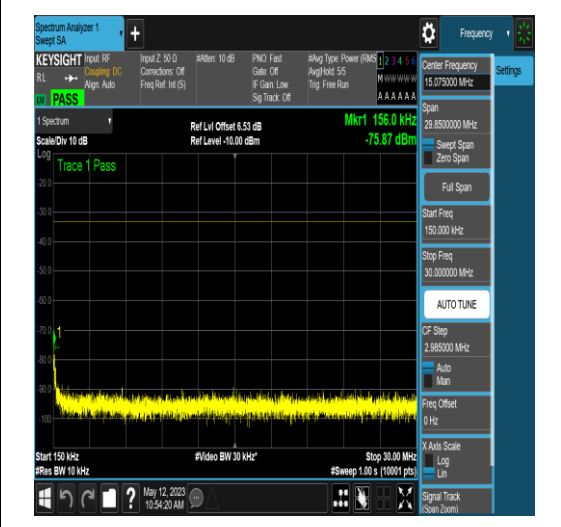 Spectrum Analyzer 1
Swept SA
+
Frequency
KEYSIGHT
RL
PASS
Input: RF
Coupling: DC
Align: Auto
Input Z: 50 Ω
Corrections: Off
Freq Ref: Int (S)
#Atten: 10 dB
PNO: Fast
Gate: Off
IF Gain: Low
Sig Track: Off
#Avg Type: Power (RMS
Avg|Hold: 5/5
Trig: Free Run
1 2 3 4 5 6
M W W W W W
A A A A A A
Center Frequency
15.075000 MHz
Settings
Span
29.8500000 MHz
Swept Span
Zero Span
Full Span
Start Freq
150.000 kHz
Stop Freq
30.000000 MHz
AUTO TUNE
CF Step
2.985000 MHz
Auto
Man
Freq Offset
0 Hz
X Axis Scale
Log
Lin
Signal Track
(Span Zoom)
1 Spectrum
Scale/Div 10 dB
Ref Lvl Offset 6.53 dB
Ref Level -10.00 dBm
Mkr1 156.0 kHz
-75.87 dBm
Log
Trace 1 Pass
-20.0
-30.0
-40.0
-50.0
-60.0
-70.0
1
-80.0
-90.0
-100
Start 150 kHz
#Video BW 30 kHz*
Stop 30.00 MHz
#Res BW 10 kHz
#Sweep 1.00 s (10001 pts)
?
May 12, 2023
10:54:20 AM